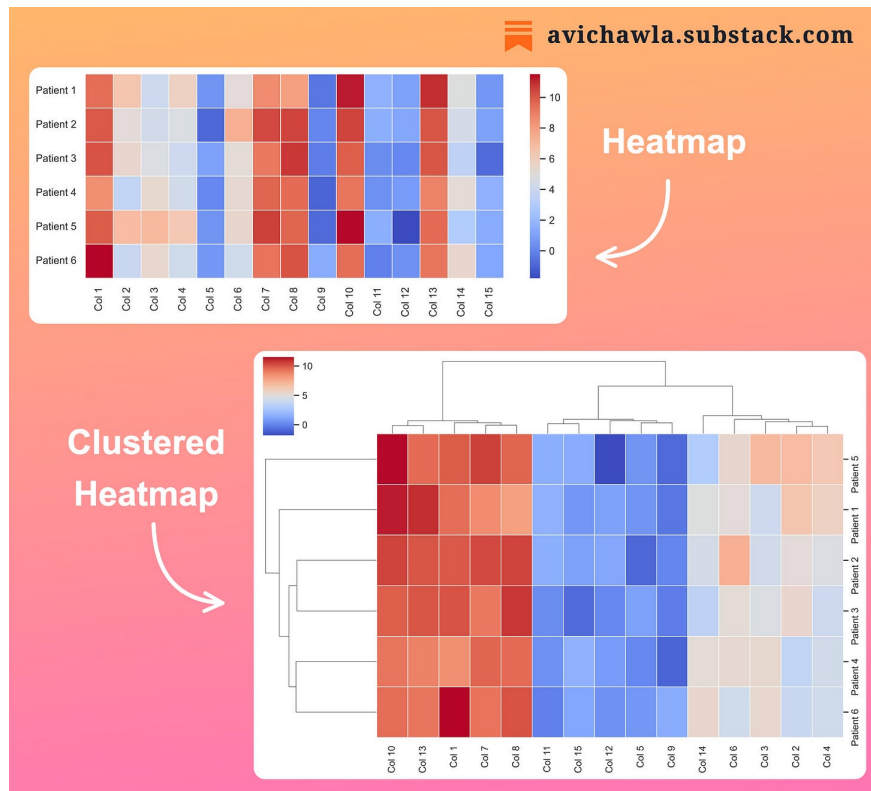 avichawla.substack.com
Patient 1
Patient 2
Patient 3
Patient 4
Patient 5
Patient 6
Col 1
Col 2
Col 3
Col 4
Col 5
Col 6
Col 7
Col 8
Col 9
Col 10
Col 11
Col 12
Col 13
Col 14
Col 15
10
8
6
4
2
0
Heatmap
Clustered
Heatmap
10
5
0
Patient 5
Patient 1
Patient 2
Patient 3
Patient 4
Patient 6
Col 10
Col 13
Col 1
Col 7
Col 8
Col 11
Col 15
Col 12
Col 5
Col 9
Col 14
Col 6
Col 3
Col 2
Col 4